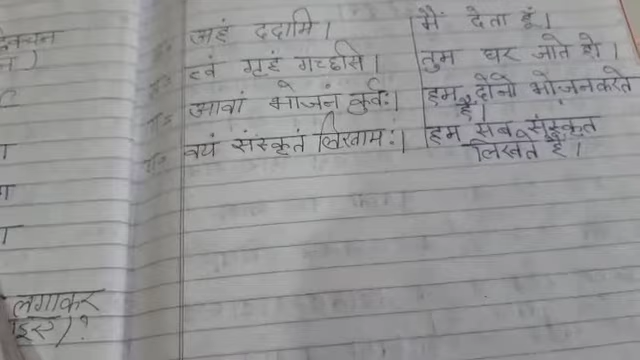 अहं ददामि। मैं देता हूं।
त्वं गृहं गच्छसि। तुम घर जाते हो।
आवां भोजनं कुर्वः। हम दोनो भोजन करते हैं।
वयं संस्कृतं लिखामः। हम सब संस्कृत लिखते हैं।
लगाकर